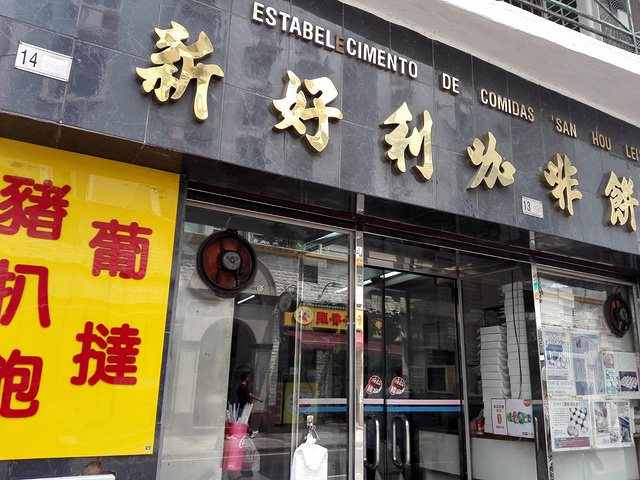 14
ESTABELECIMENTO DE COMIDAS "SAN HOU LEI
新好利咖啡餅
13
葡撻
豬扒包